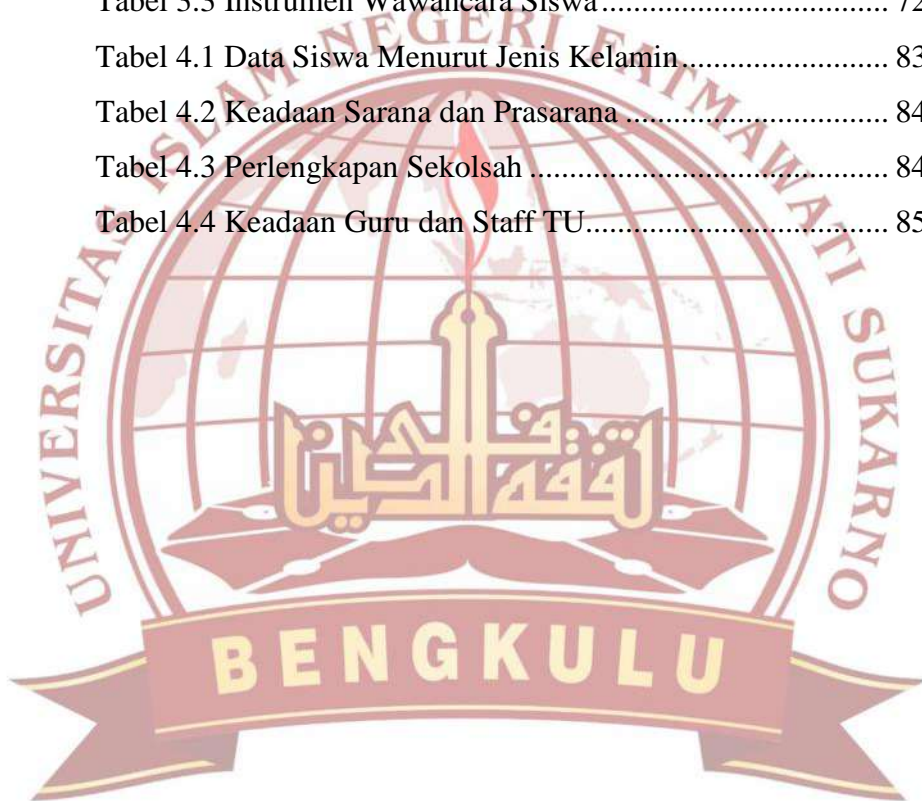 Tabel 3.3 Instrumen Wawancara Siswa.................................... 72
Tabel 4.1 Data Siswa Menurut Jenis Kelamin.......................... 83
Tabel 4.2 Keadaan Sarana dan Prasarana ................................. 84
Tabel 4.3 Perlengkapan Sekolsah ............................................. 84
Tabel 4.4 Keadaan Guru dan Staff TU...................................... 85
UNIVERSITAS ISLAM NEGERI FATMAWATI SUKARNO
BENGKULU